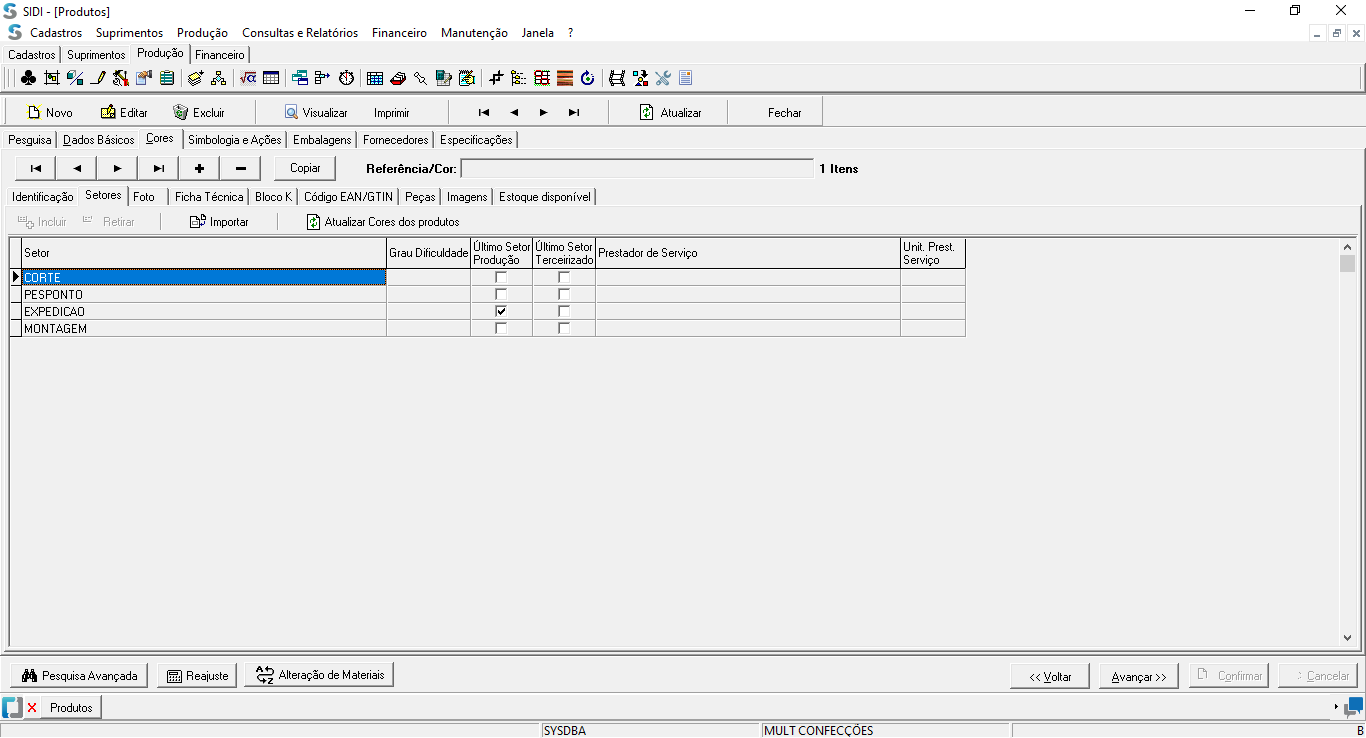 SIDI - [Produtos]
Cadastros Suprimentos Produção Consultas e Relatórios Financeiro Manutenção Janela ?
Cadastros Suprimentos Produção Financeiro
Novo Editar Excluir Visualizar Imprimir Atualizar Fechar
Pesquisa Dados Básicos Cores Simbologia e Ações Embalagens Fornecedores Especificações
Copiar Referência/Cor: 1 Itens
Identificação Setores Foto Ficha Técnica Bloco K Código EAN/GTIN Peças Imagens Estoque disponível
Incluir Retirar Importar Atualizar Cores dos produtos
Setor Grau Dificuldade Último Setor Produção Último Setor Terceirizado Prestador de Serviço Unit. Prest. Serviço
CORTE
PESPONTO
EXPEDICAO
MONTAGEM
Pesquisa Avançada Reajuste Alteração de Materiais << Voltar Avançar >> Confirmar Cancelar
Produtos
SYSDBA MULT CONFECÇÕES B